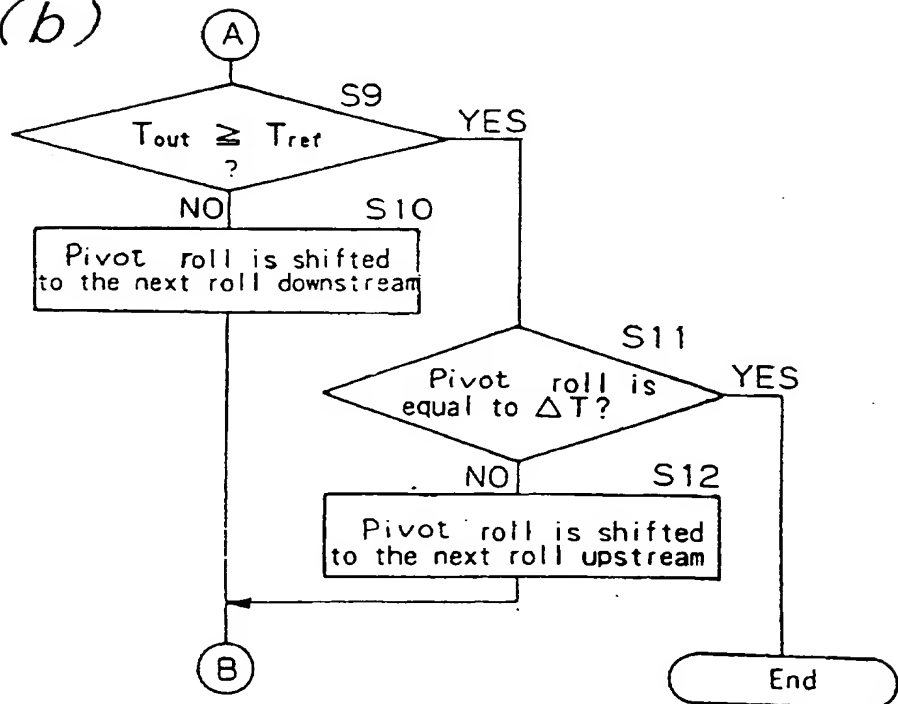 (b)
A
S9
Tout ≧ Tref
?
YES
NO
S10
Pivot roll is shifted
to the next roll downstream
S11
Pivot roll is
equal to △T?
YES
NO
S12
Pivot roll is shifted
to the next roll upstream
B
End